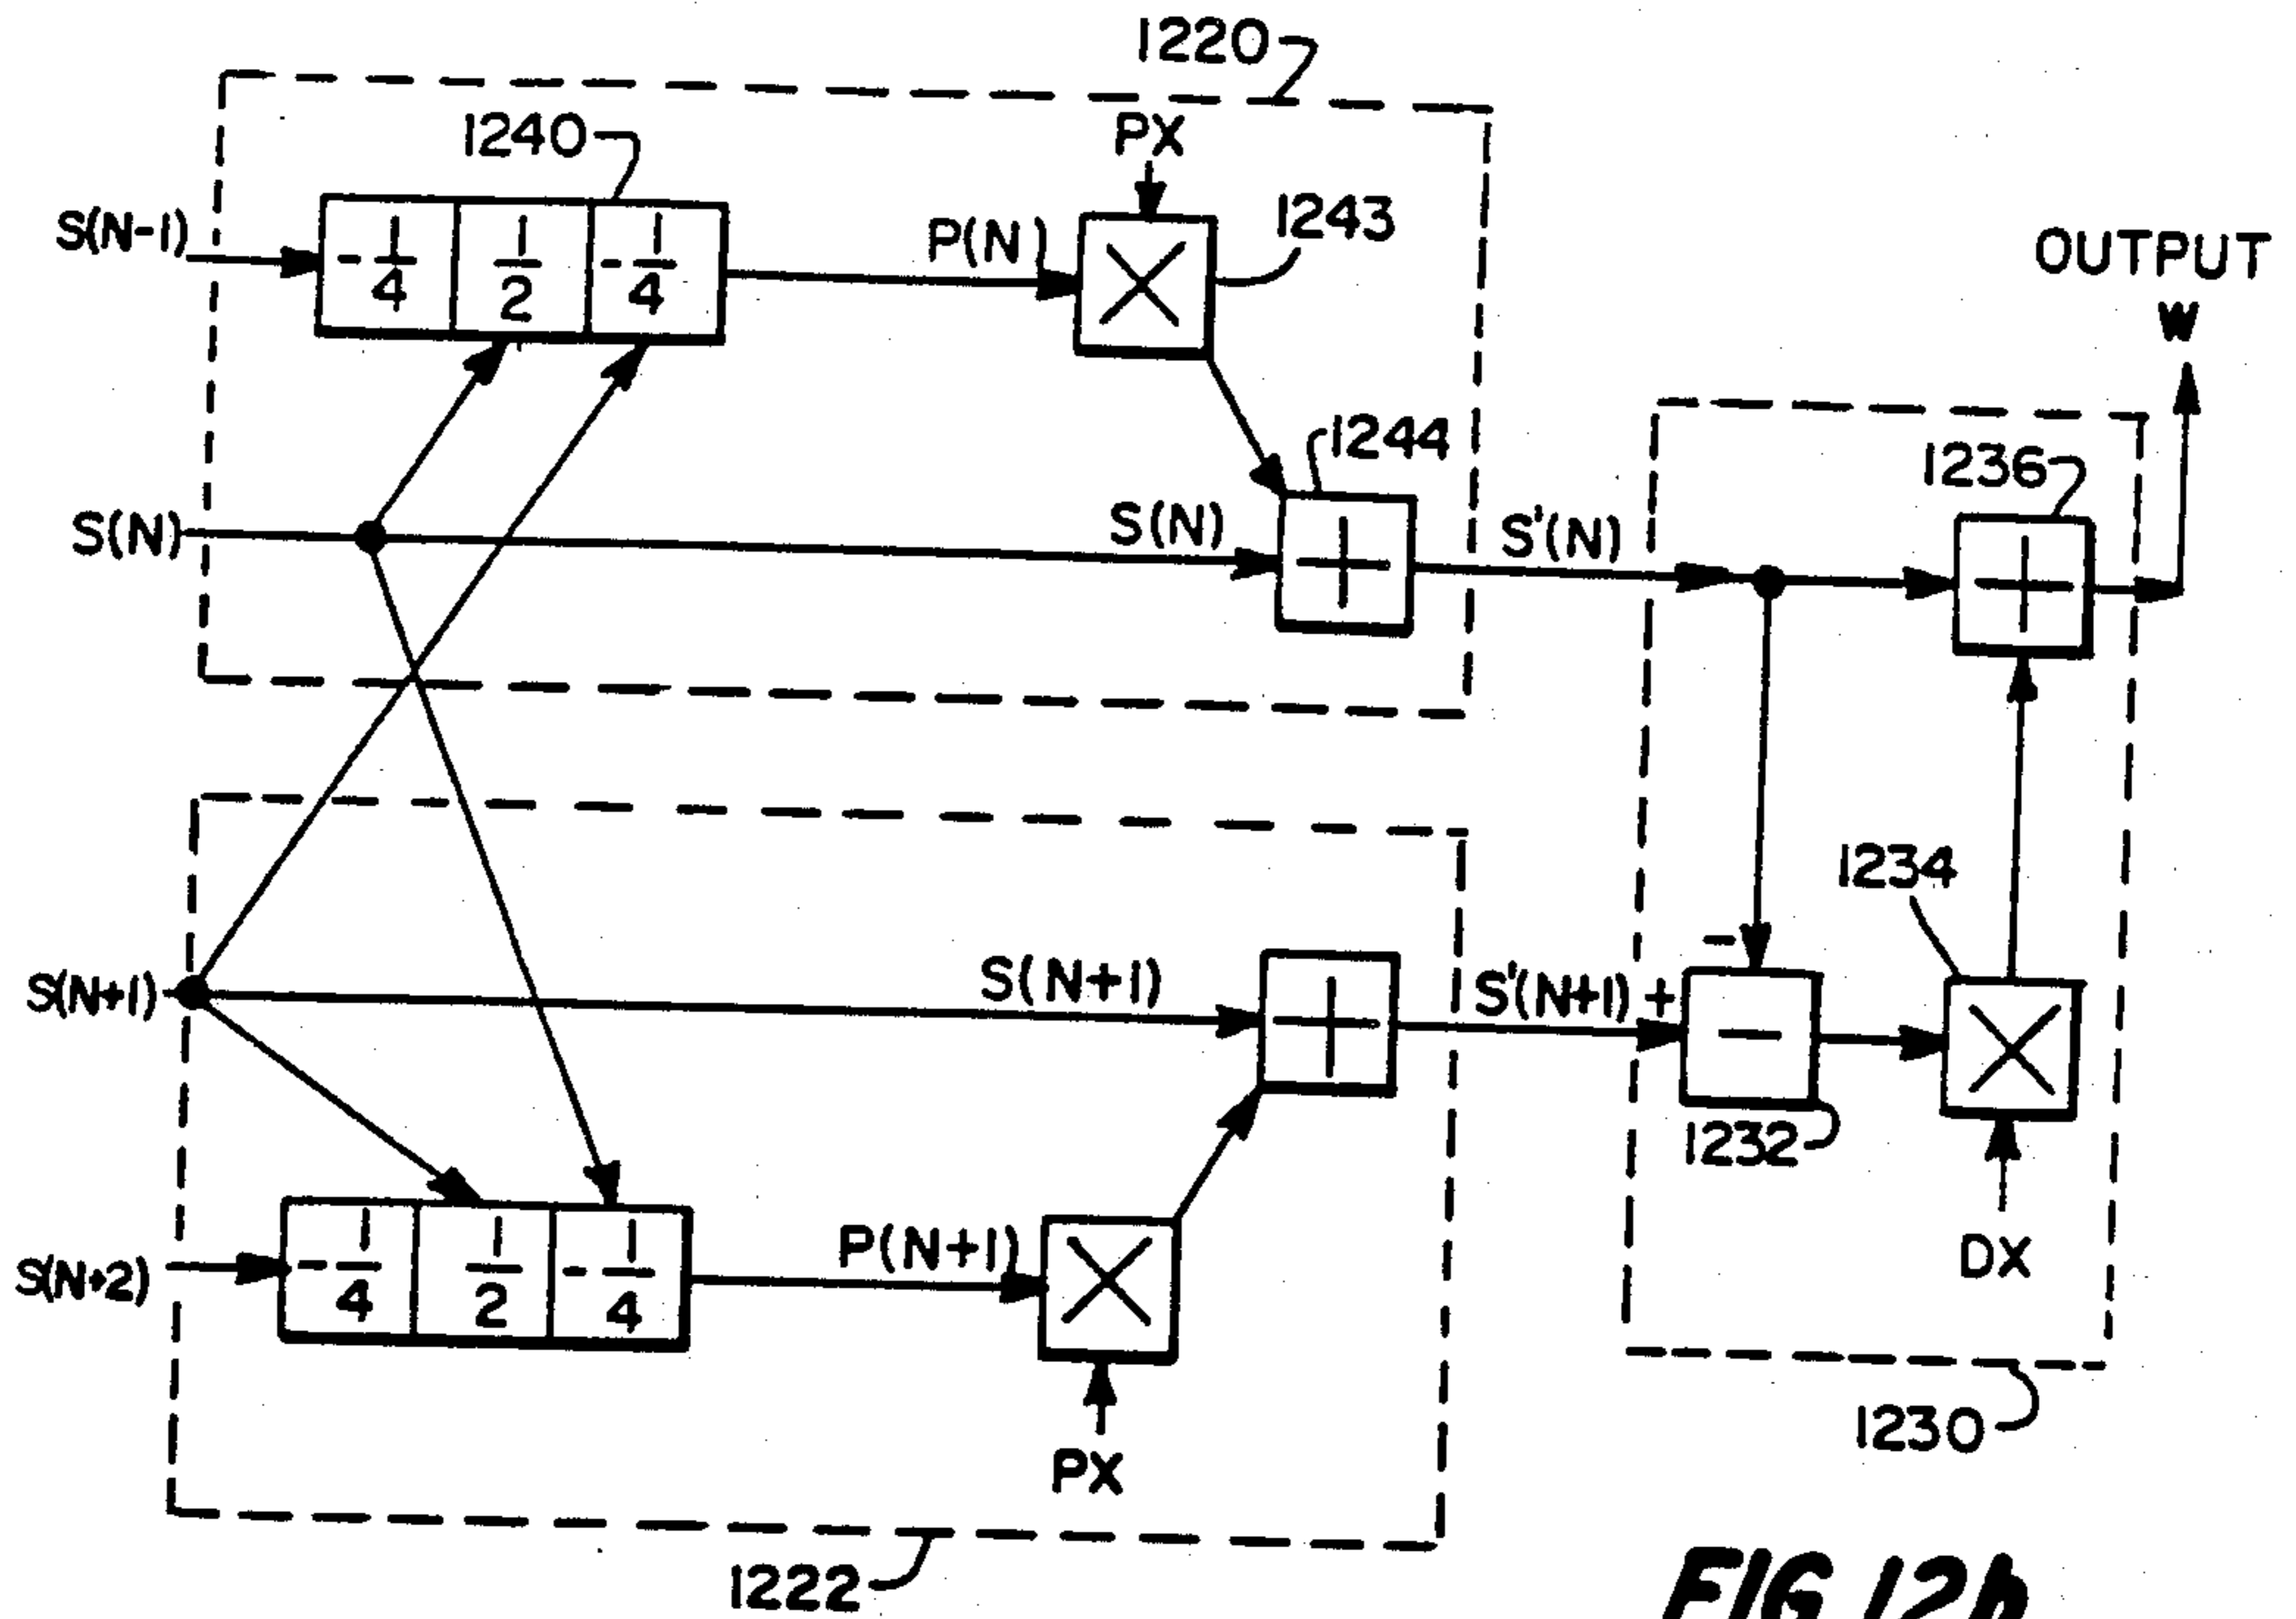 1220
1240
PX
S(N-1)
-1/4 1/2 -1/4
P(N)
1243
OUTPUT
W
1244
1236
S(N)
S(N)
S'(N)
1234
S(N+1)
S(N+1)
S'(N+1) +
-
1232
DX
S(N+2)
-1/4 1/2 -1/4
P(N+1)
PX
1230
1222
FIG.12b